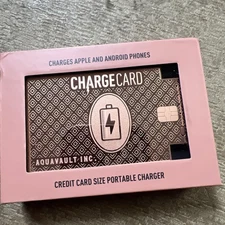 CHARGES APPLE AND ANDROID PHONES
CHARGECARD
AQUAVAULT INC.
CREDIT CARD SIZE PORTABLE CHARGER